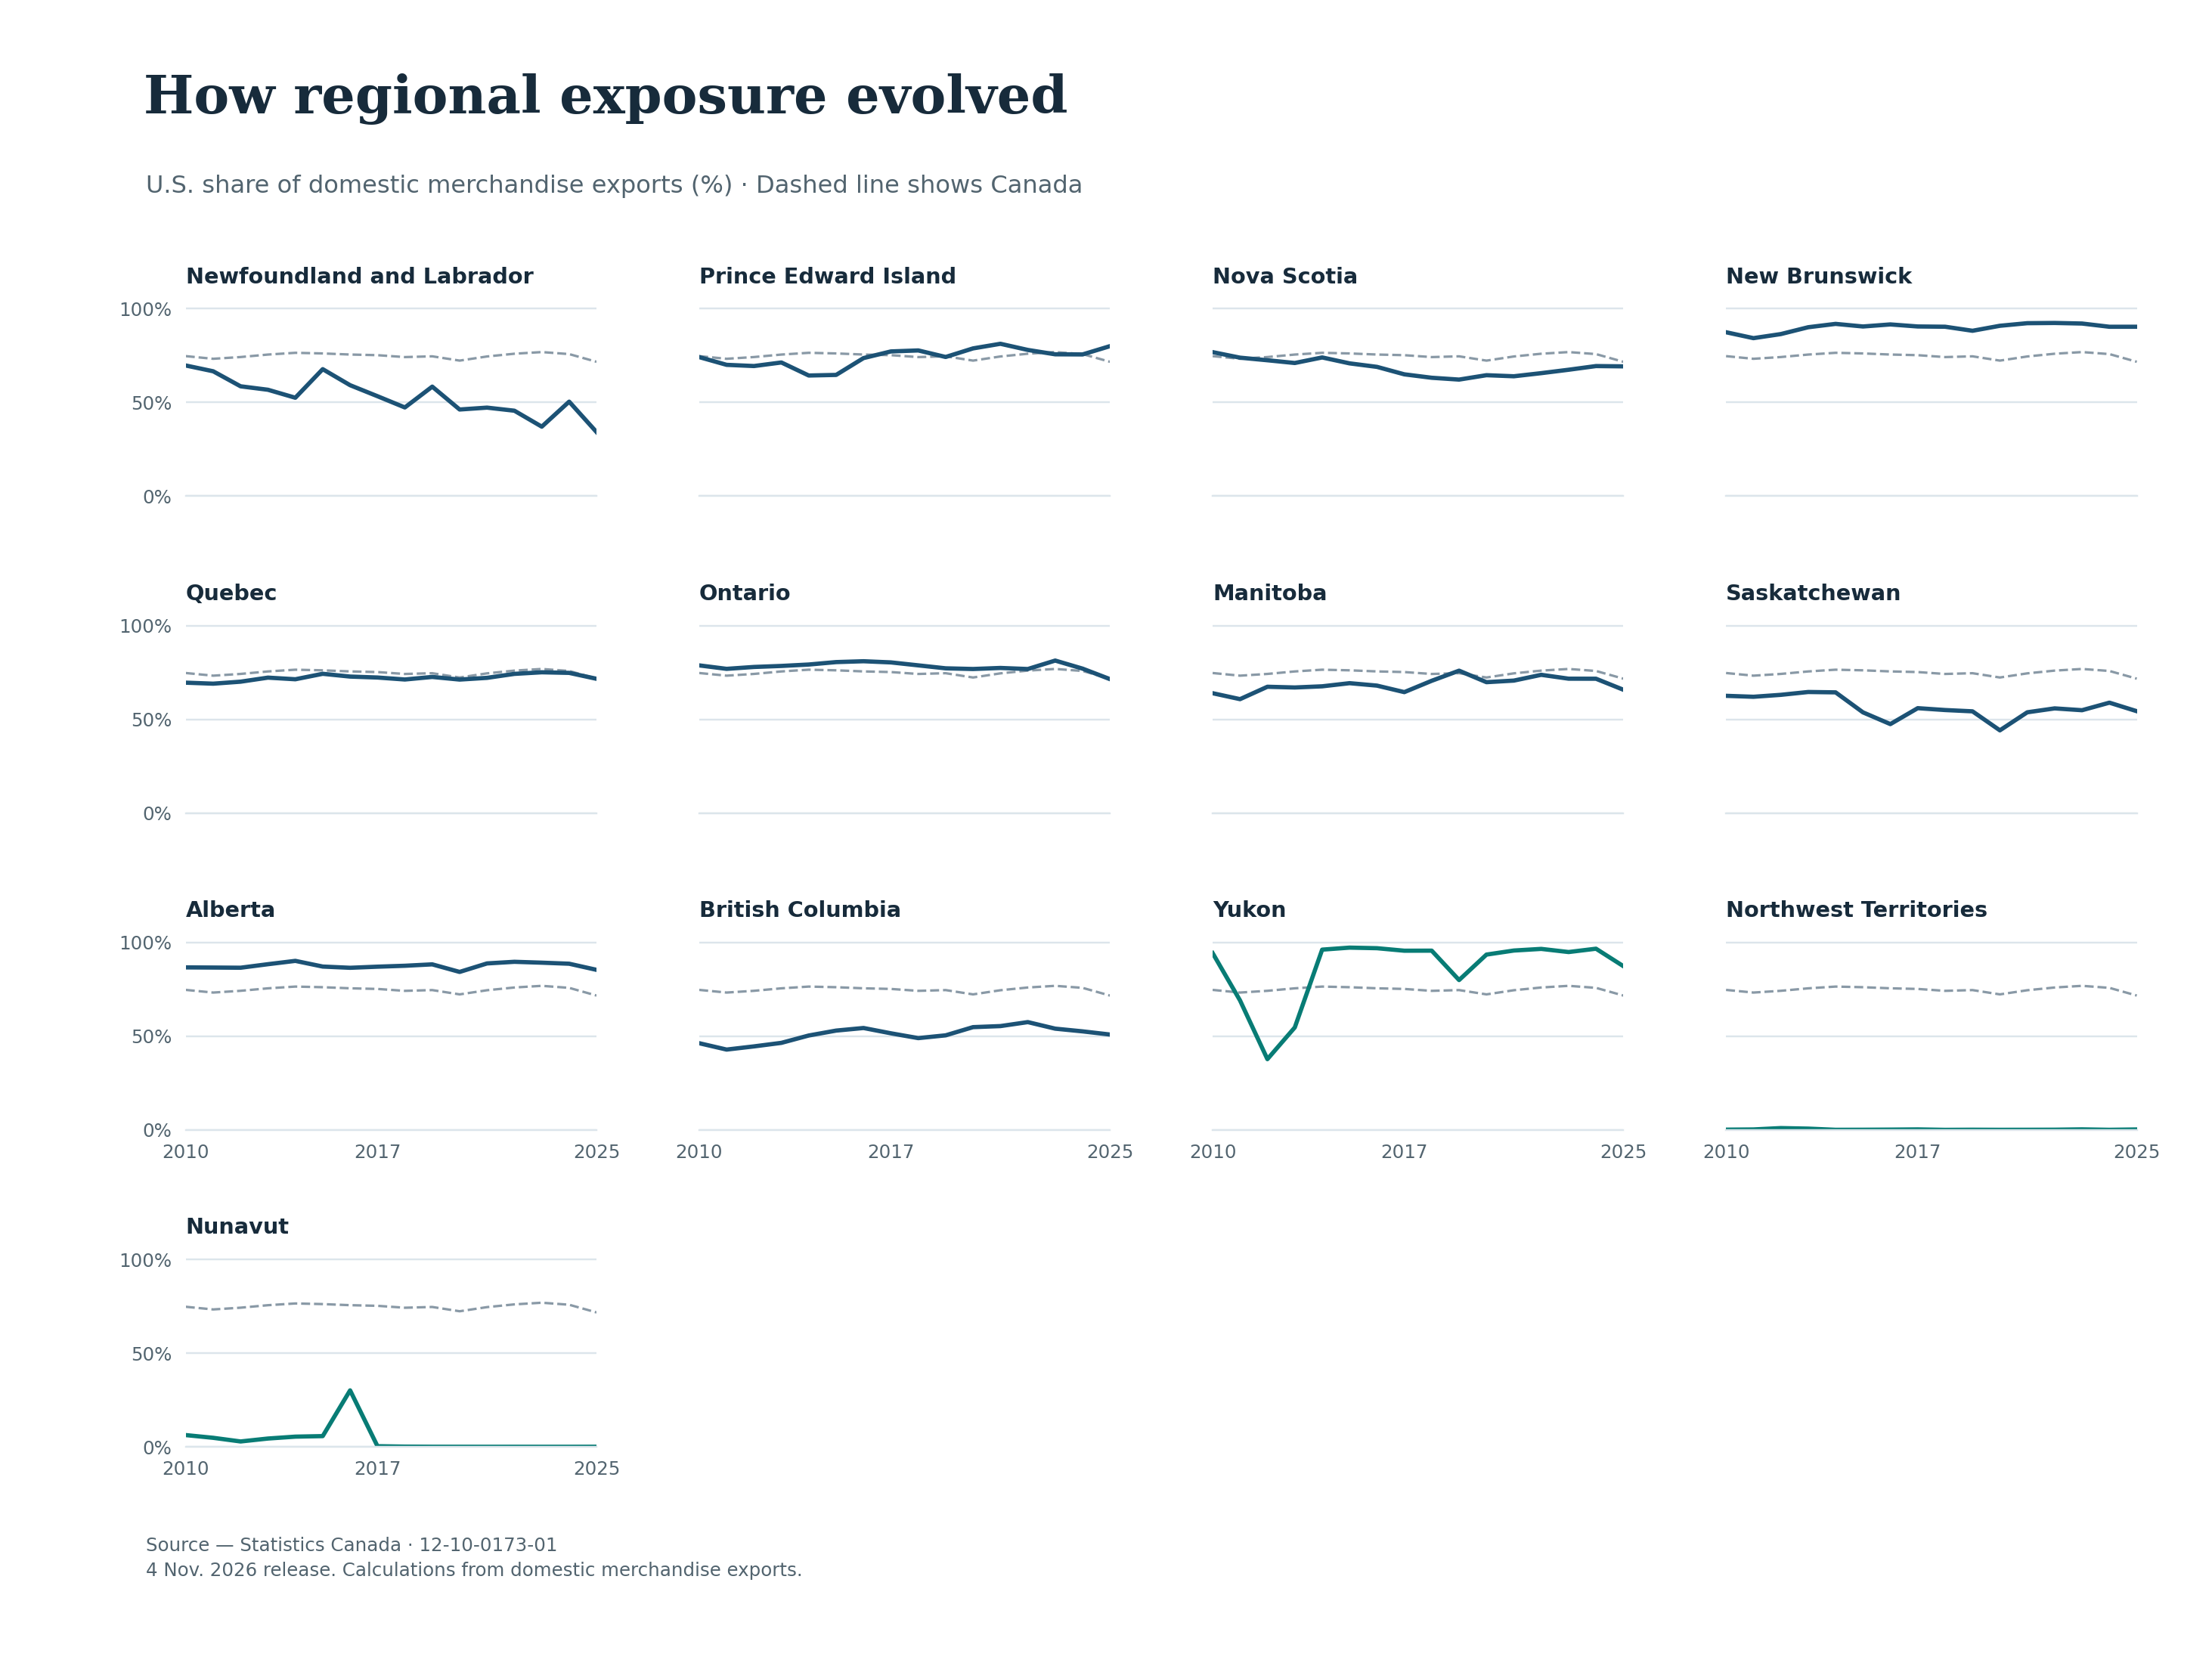 How regional exposure evolved
U.S. share of domestic merchandise exports (%) · Dashed line shows Canada
Newfoundland and Labrador
Prince Edward Island
Nova Scotia
New Brunswick
100%
50%
0%
Quebec
Ontario
Manitoba
Saskatchewan
100%
50%
0%
Alberta
British Columbia
Yukon
Northwest Territories
100%
50%
0%
2010 2017 2025
2010 2017 2025
2010 2017 2025
2010 2017 2025
Nunavut
100%
50%
0%
2010 2017 2025
Source — Statistics Canada · 12-10-0173-01
4 Nov. 2026 release. Calculations from domestic merchandise exports.